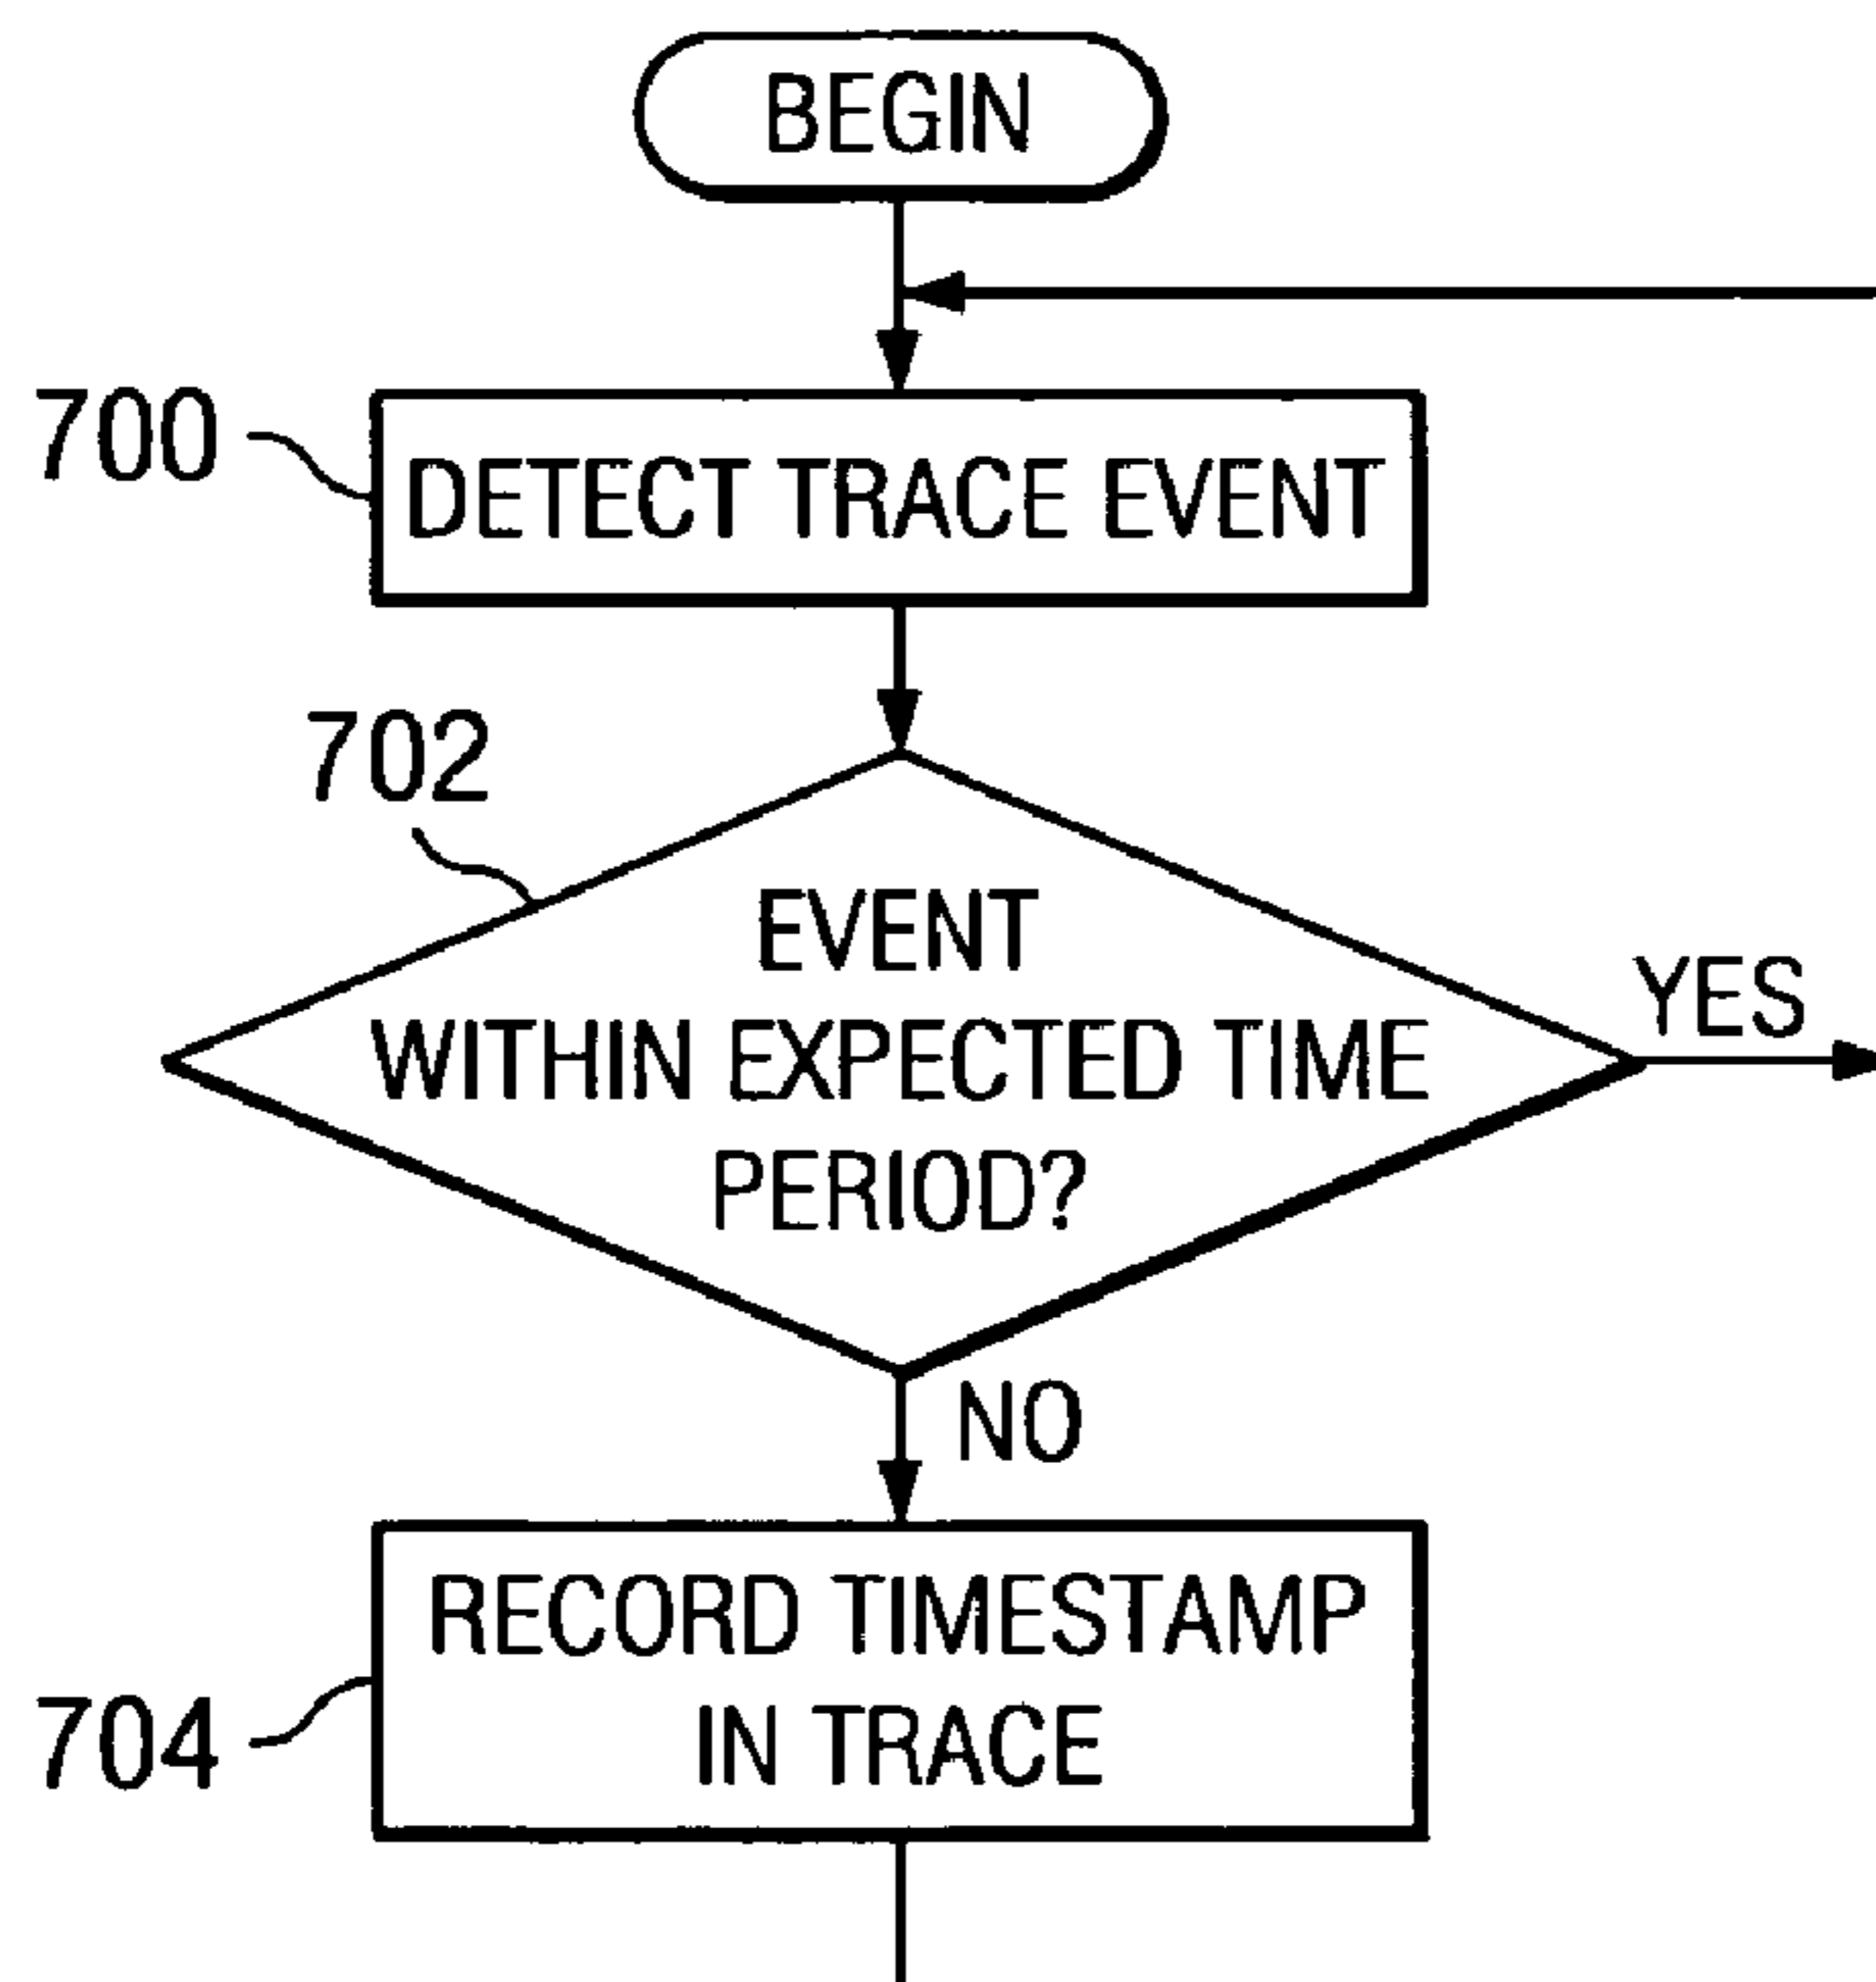 BEGIN
700
DETECT TRACE EVENT
702
EVENT
WITHIN EXPECTED TIME
PERIOD?
YES
NO
RECORD TIMESTAMP
IN TRACE
704